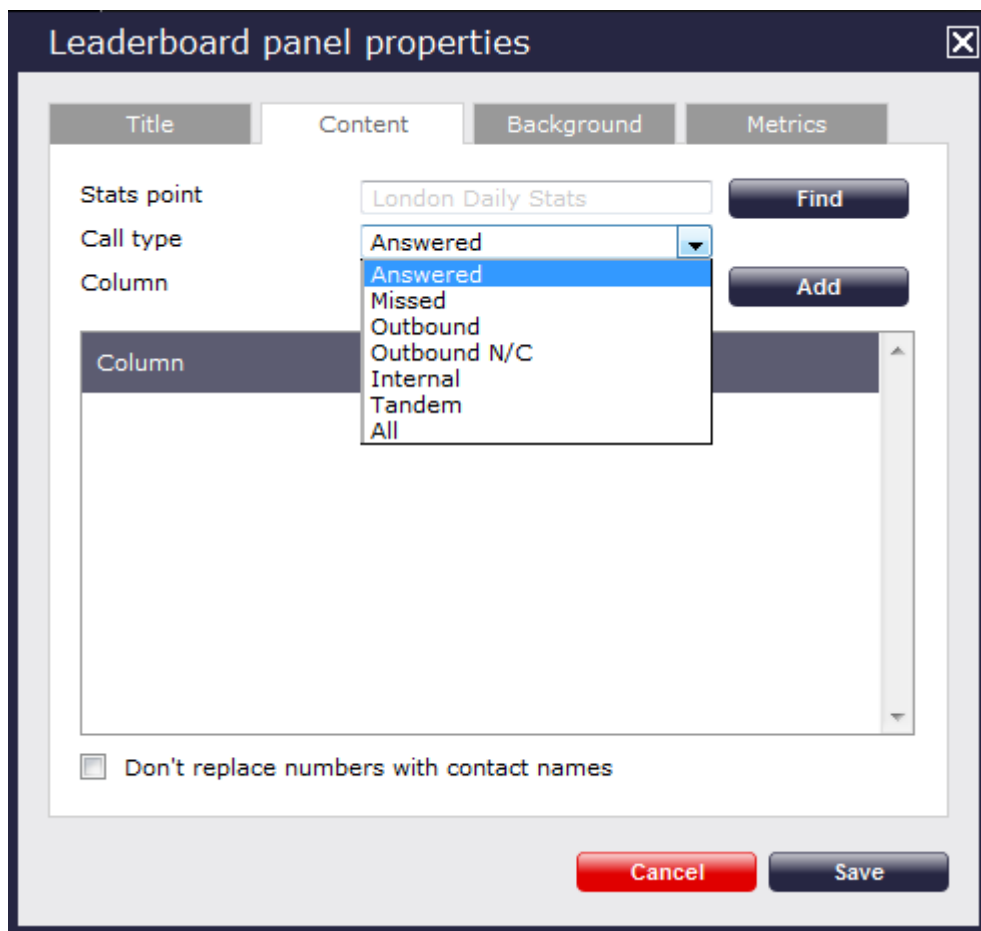 Leaderboard panel properties
Title Content Background Metrics
Stats point London Daily Stats Find
Call type Answered
Column Add
Answered
Missed
Outbound
Outbound N/C
Internal
Tandem
All
Column
Don't replace numbers with contact names
Cancel Save